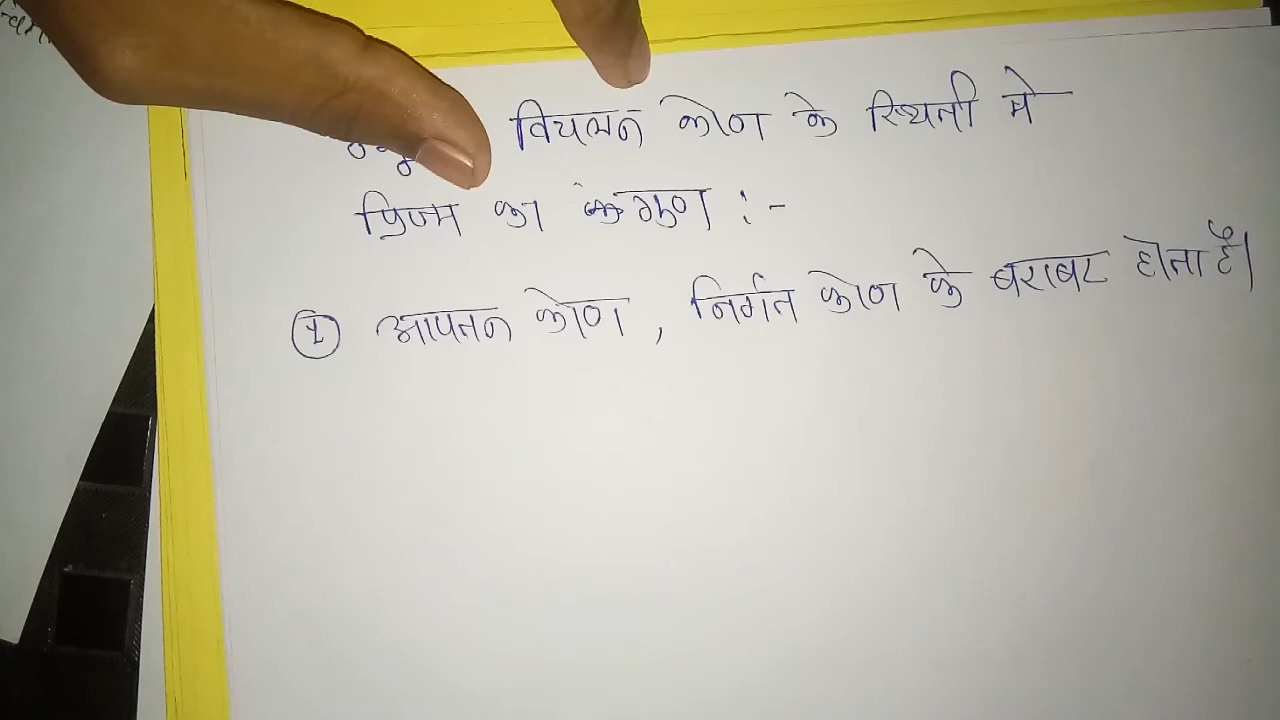 विचलन कोण के स्थिती मे
प्रिज्म का गुण :-
① आपतन कोण , निर्गत कोण के बराबर होता है।